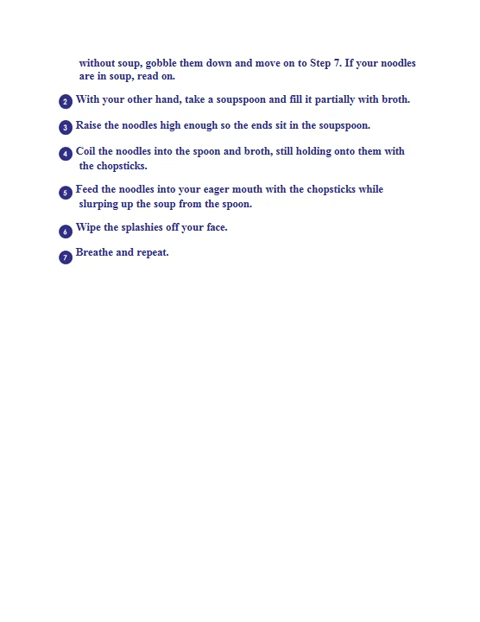 without soup, gobble them down and move on to Step 7. If your noodles
are in soup, read on.
2 With your other hand, take a soupspoon and fill it partially with broth.
3 Raise the noodles high enough so the ends sit in the soupspoon.
4 Coil the noodles into the spoon and broth, still holding onto them with
the chopsticks.
5 Feed the noodles into your eager mouth with the chopsticks while
slurping up the soup from the spoon.
6 Wipe the splashies off your face.
7 Breathe and repeat.